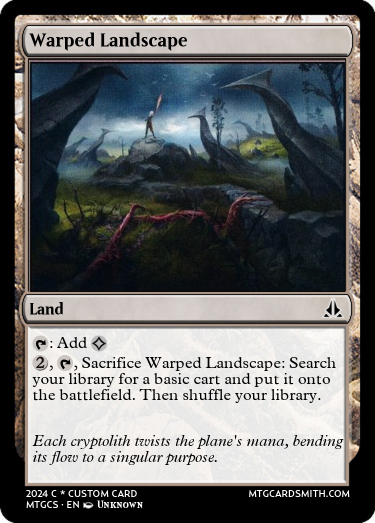 Warped Landscape
Land
: Add
2, , Sacrifice Warped Landscape: Search
your library for a basic cart and put it onto
the battlefield. Then shuffle your library.
Each cryptolith twists the plane's mana, bending
its flow to a singular purpose.
2024 C * CUSTOM CARD
MTGCS · EN Unknown
MTGCARDSMITH.COM